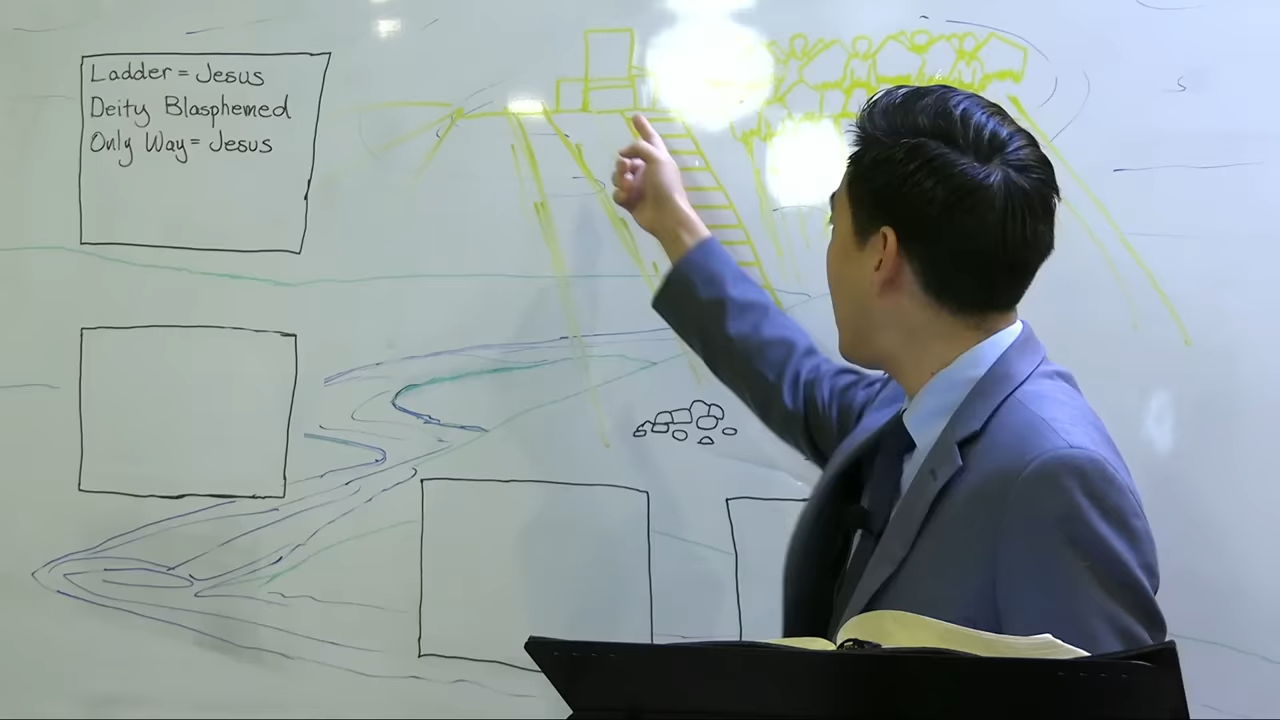 Ladder = Jesus
Deity Blasphemed
Only Way = Jesus